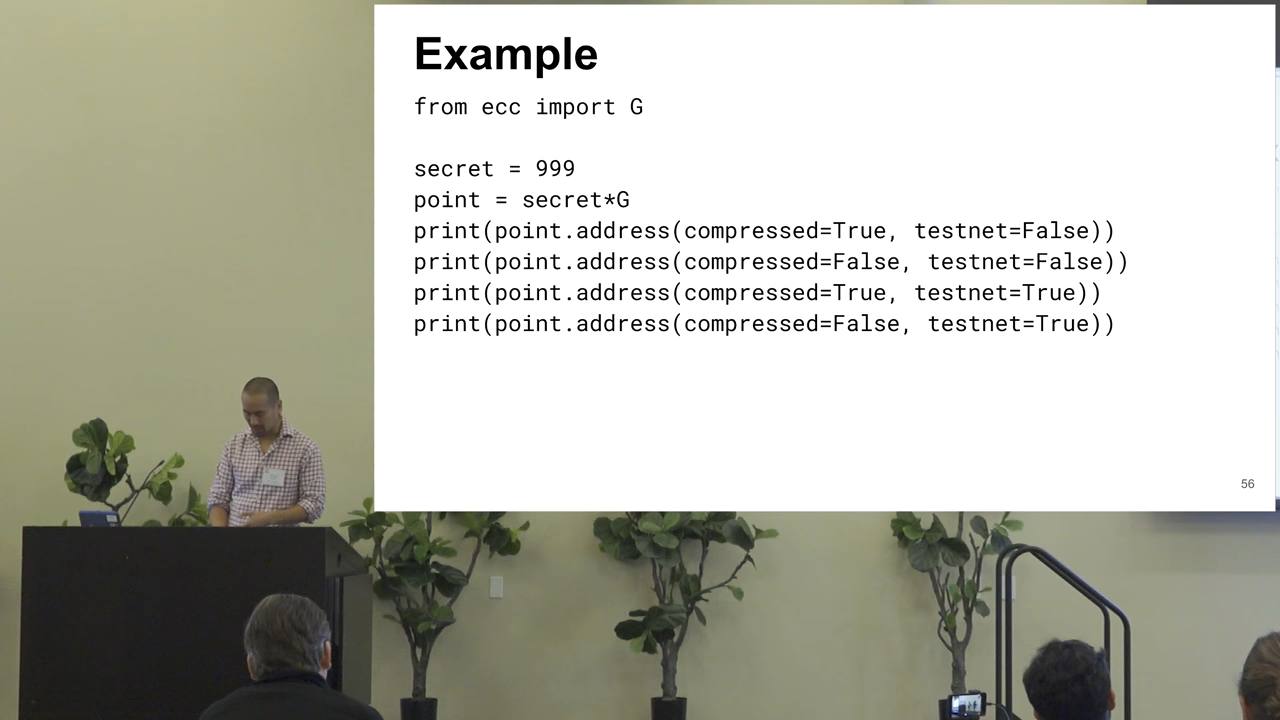 Example
from ecc import G
secret = 999
point = secret*G
print(point.address(compressed=True, testnet=False))
print(point.address(compressed=False, testnet=False))
print(point.address(compressed=True, testnet=True))
print(point.address(compressed=False, testnet=True))
56